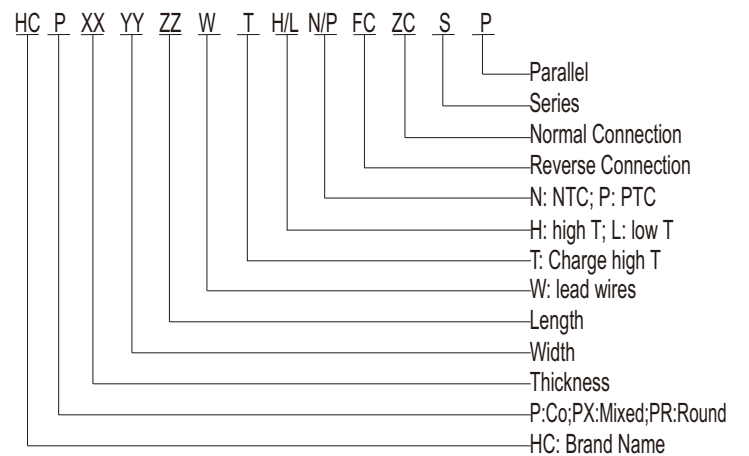 HC P XX YY ZZ W T H/L N/P FC ZC S P
Parallel
Series
Normal Connection
Reverse Connection
N: NTC; P: PTC
H: high T; L: low T
T: Charge high T
W: lead wires
Length
Width
Thickness
P:Co;PX:Mixed;PR:Round
HC: Brand Name